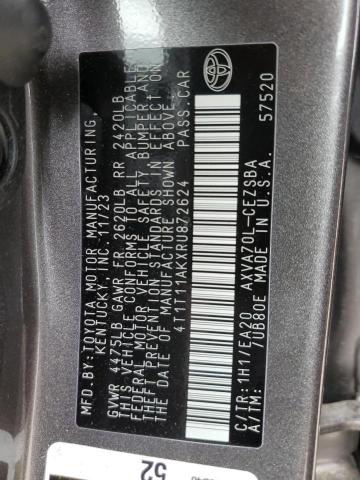 MFD.BY:TOYOTA MOTOR MANUFACTURING,
KENTUCKY, INC. 11/23
GVWR 4475LB GAWR FR 2620LB RR 2420LB
THIS VEHICLE CONFORMS TO ALL APPLICABLE
FEDERAL MOTOR VEHICLE SAFETY, BUMPER, AND
THEFT PREVENTION STANDARDS IN EFFECT ON
THE DATE OF MANUFACTURE SHOWN ABOVE.
4T1T11AKXRU872624 PASS.CAR
C/TR:1H1/EA20 AXVA70L-CEZSBA
A/TM: /UB80E MADE IN U.S.A.
57520
52